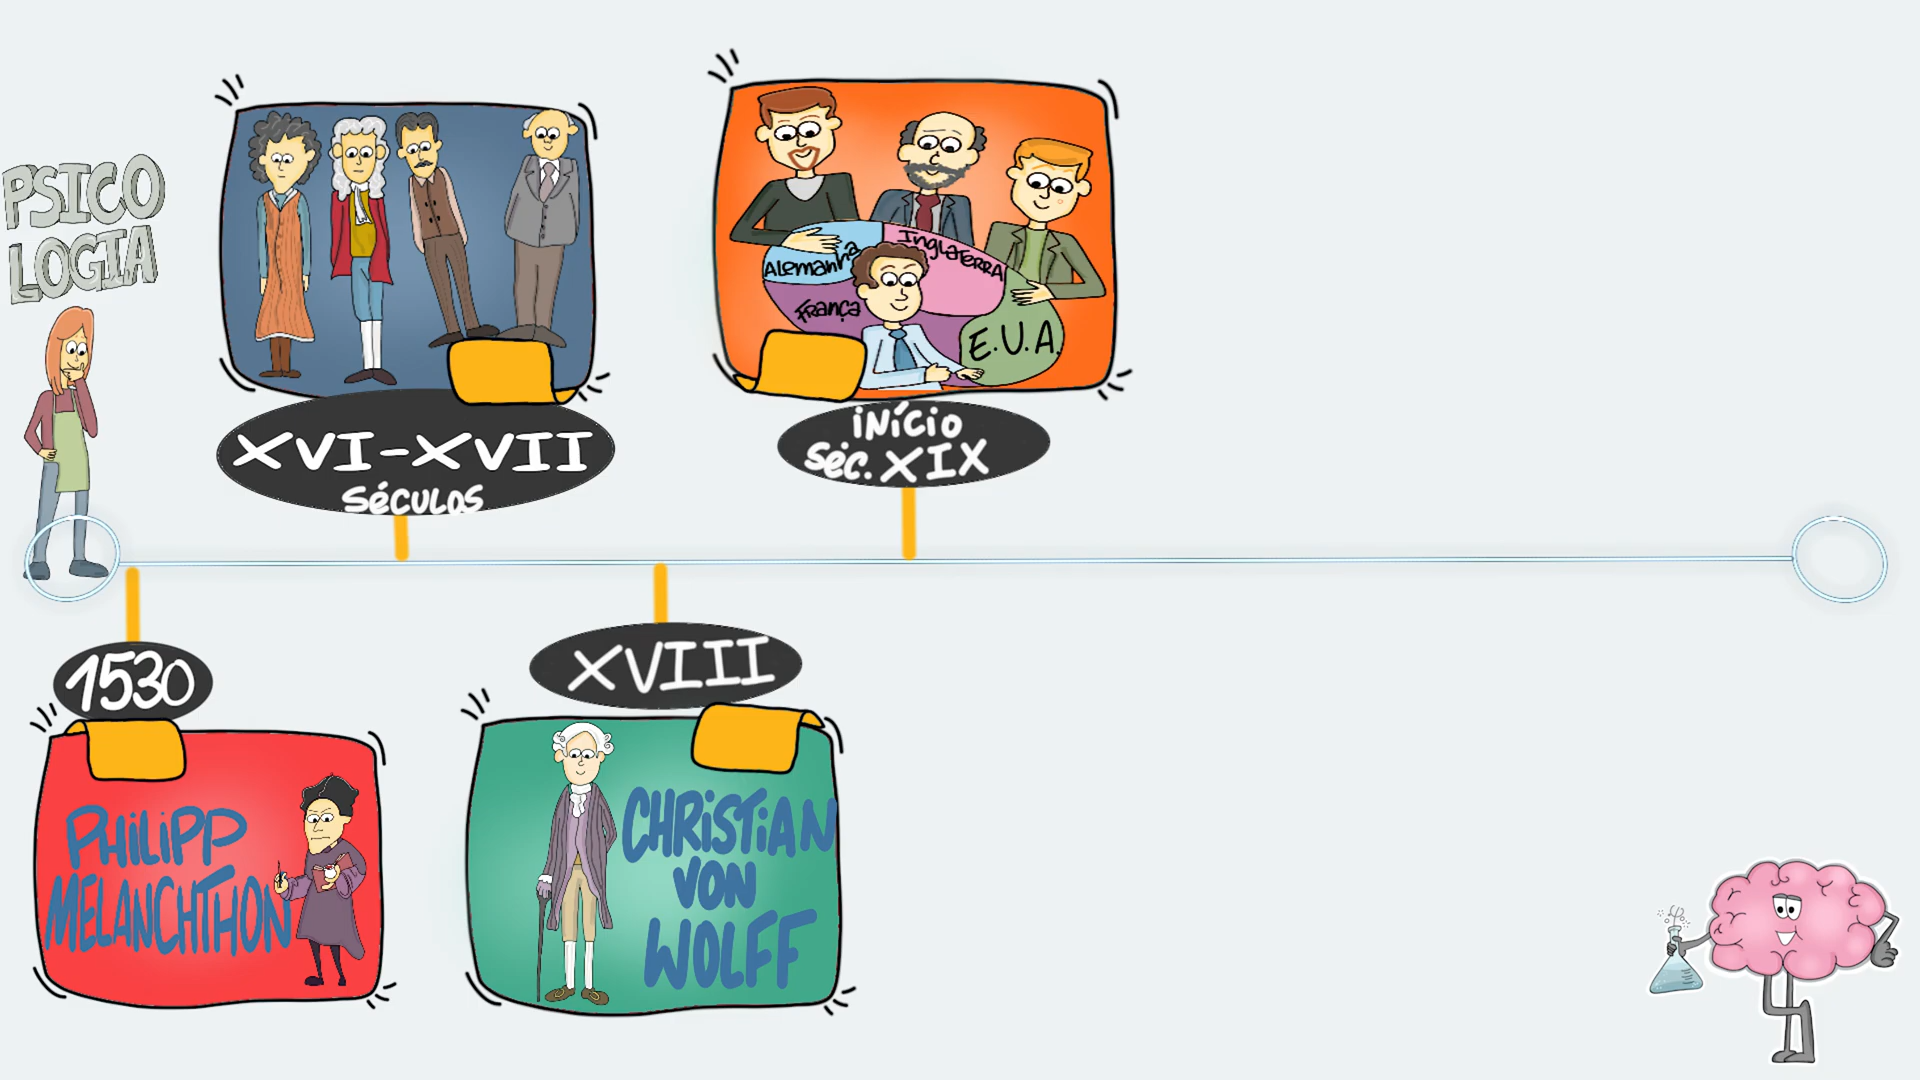 PSICO
LOGIA
XVI-XVII
SÉCULOS
Alemanha
Inglaterra
França
E.U.A.
INÍCIO
SÉC. XIX
1530
PHILIPP
MELANCHTHON
XVIII
CHRISTIAN
VON
WOLFF